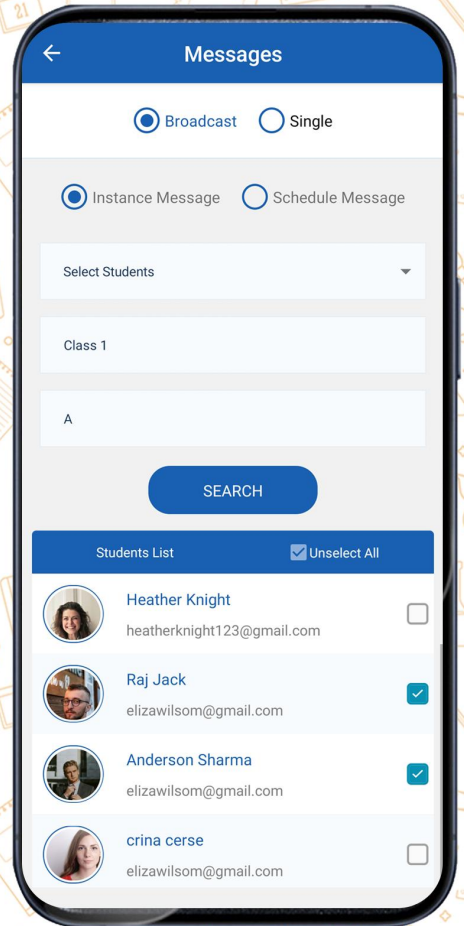 21
Messages
Broadcast Single
Instance Message Schedule Message
Select Students
Class 1
A
SEARCH
Students List Unselect All
Heather Knight
heatherknight123@gmail.com
Raj Jack
elizawilsom@gmail.com
Anderson Sharma
elizawilsom@gmail.com
crina cerse
elizawilsom@gmail.com